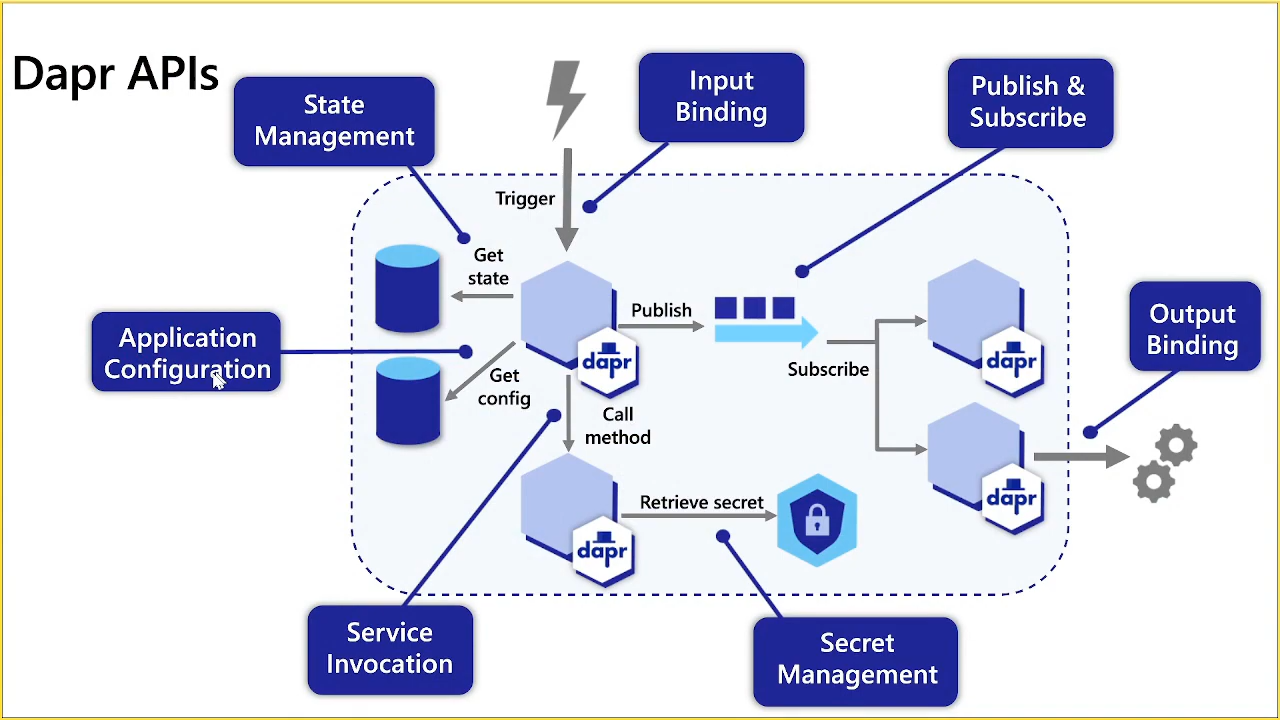 Dapr APIs
State
Management
Input
Binding
Publish &
Subscribe
Trigger
Get
state
Publish
Subscribe
Application
Configuration
Get
config
Call
method
Output
Binding
dapr
dapr
dapr
dapr
Retrieve secret
Service
Invocation
Secret
Management